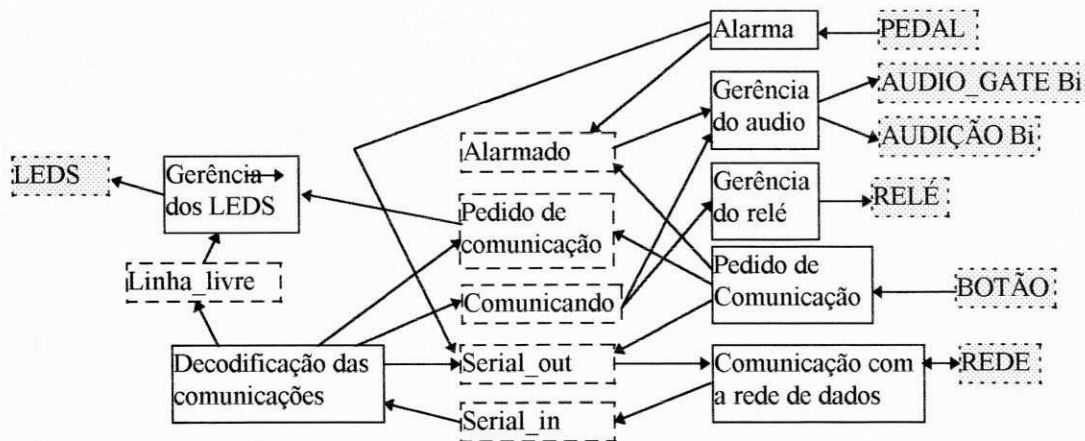 Alarma
PEDAL
Gerência
do audio
AUDIO_GATE Bi
AUDIÇÃO Bi
Alarmado
LEDS
Gerência
dos LEDS
Pedido de
comunicação
Gerência
do relé
RELÉ
Linha_livre
Comunicando
Pedido de
Comunicação
BOTÃO
Decodificação das
comunicações
Serial_out
Comunicação com
a rede de dados
REDE
Serial_in